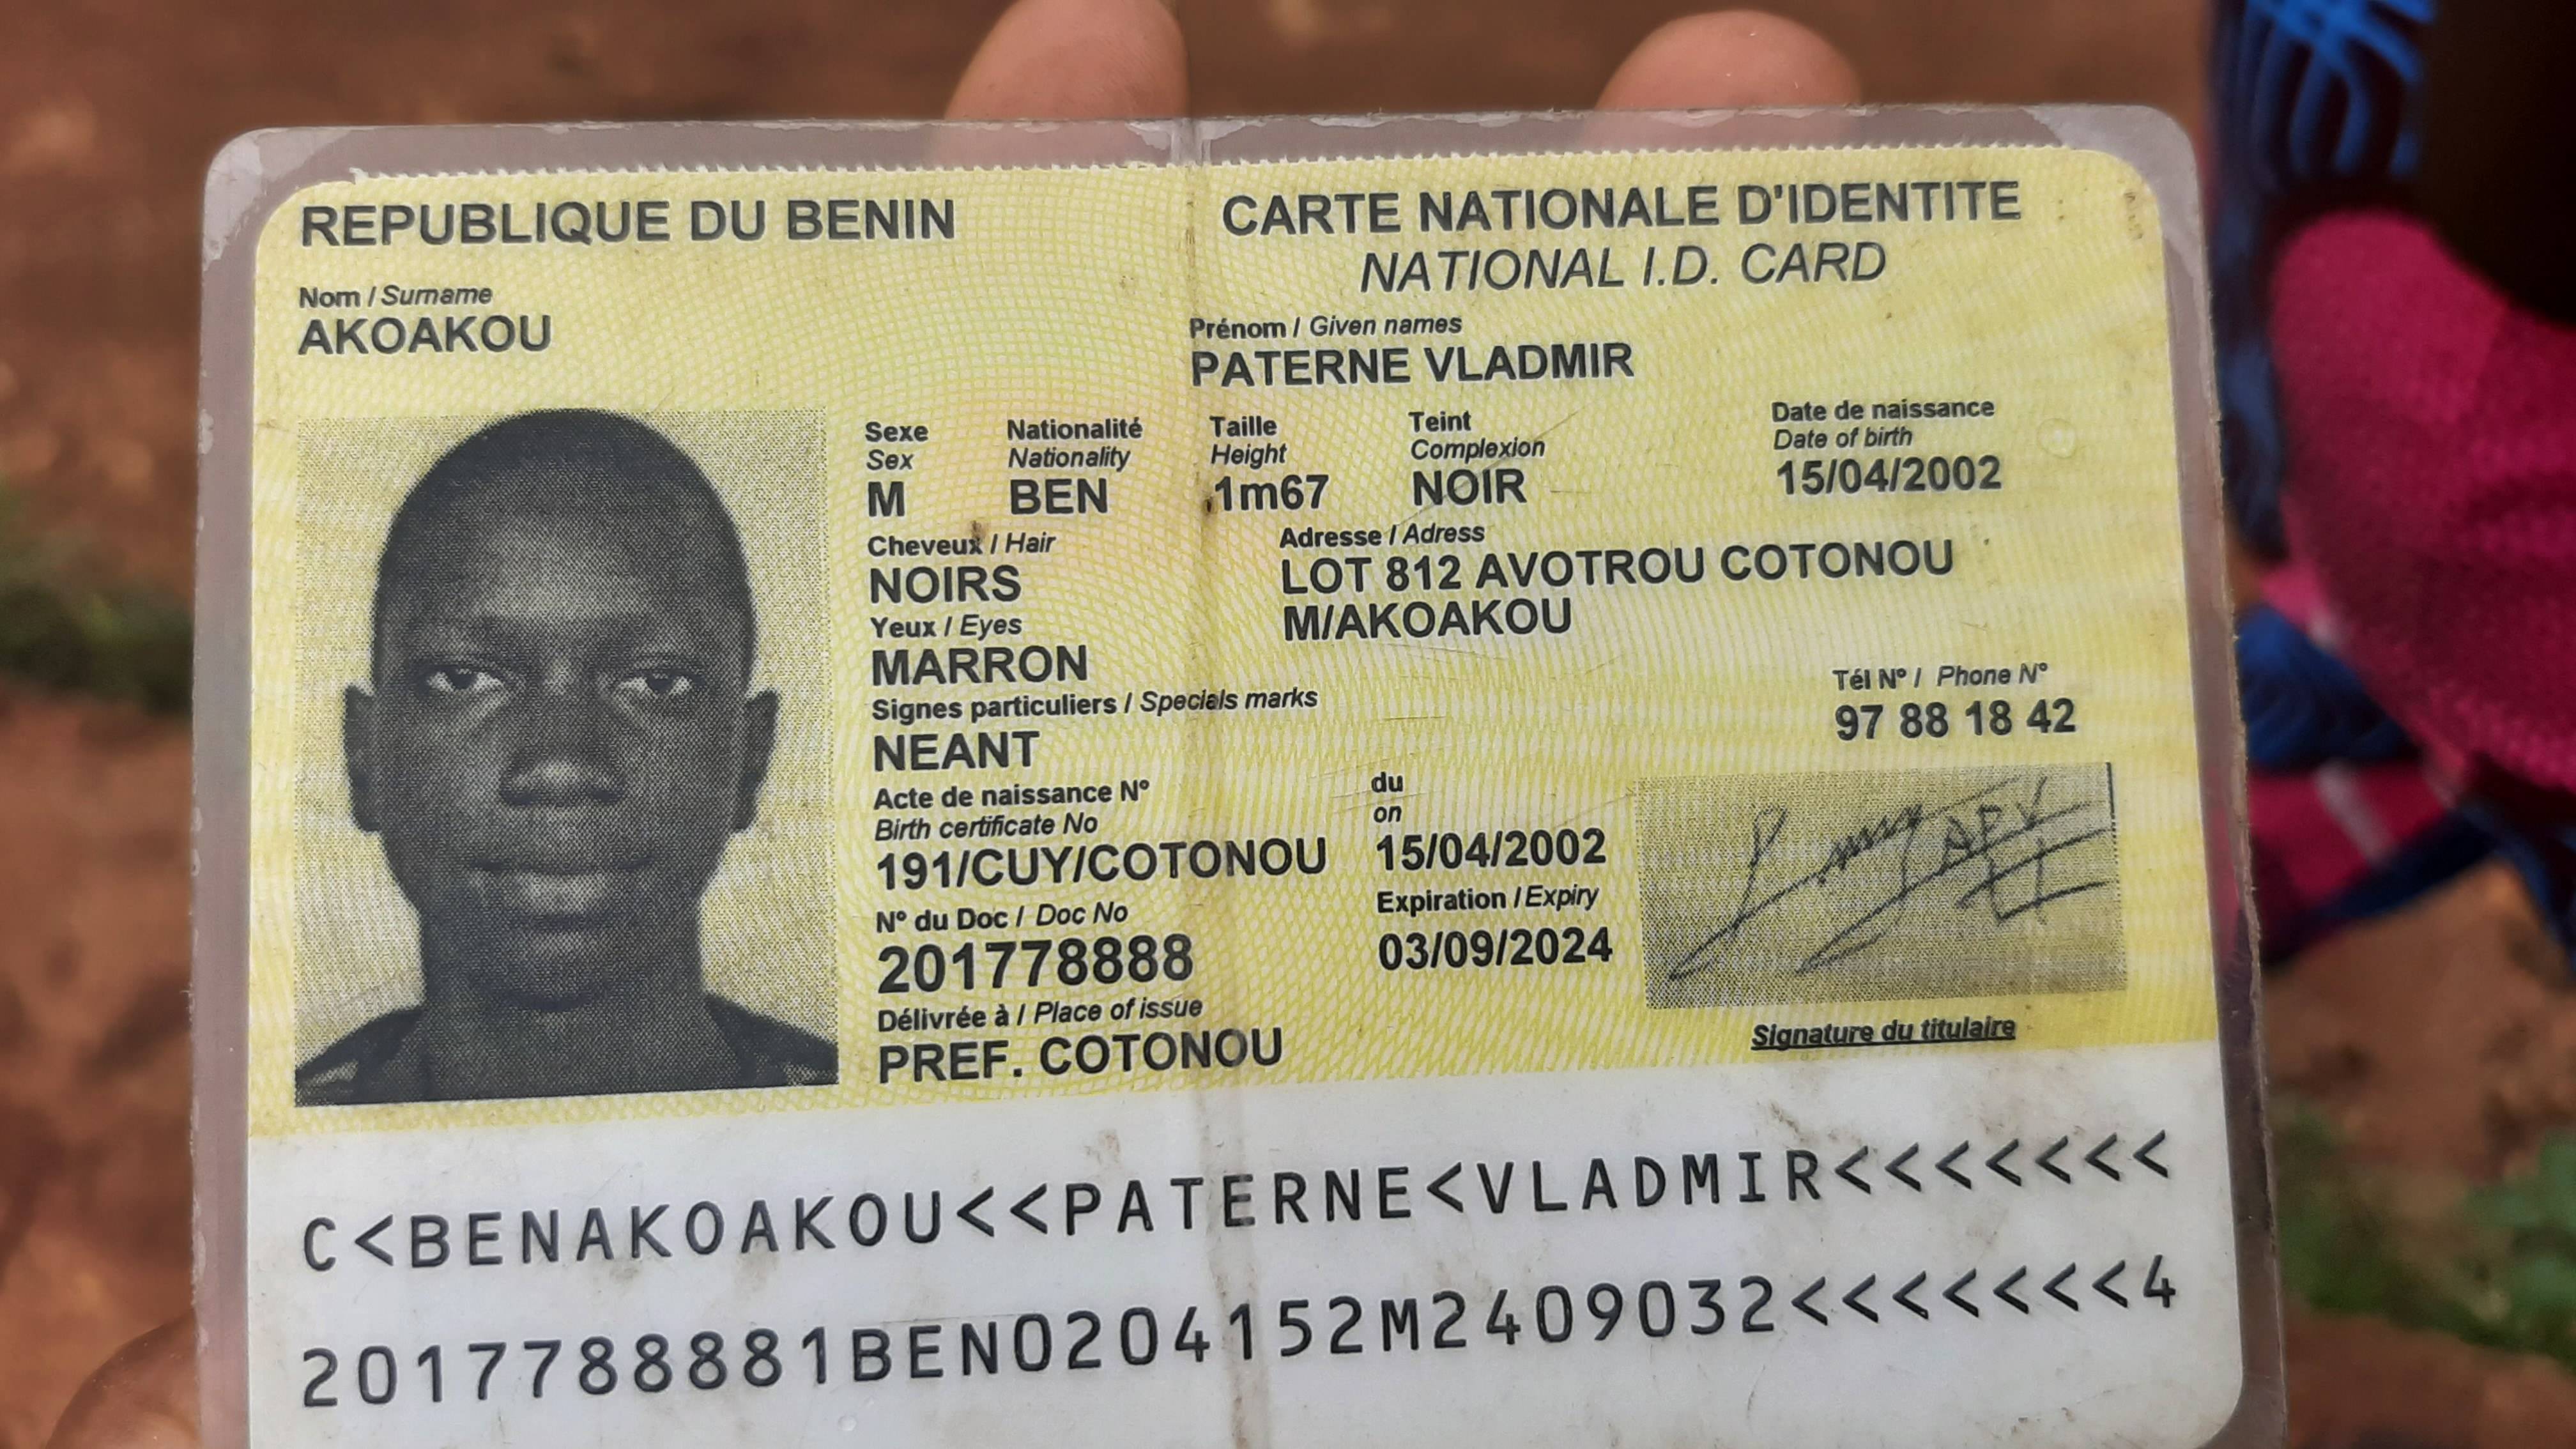 REPUBLIQUE DU BENIN
CARTE NATIONALE D'IDENTITE
NATIONAL I.D. CARD
Nom / Surname
AKOAKOU
Prénom / Given names
PATERNE VLADMIR
Sexe
Sex
M
Nationalité
Nationality
BEN
Taille
Height
1m67
Teint
Complexion
NOIR
Date de naissance
Date of birth
15/04/2002
Cheveux / Hair
NOIRS
Adresse / Adress
LOT 812 AVOTROU COTONOU
M/AKOAKOU
Yeux / Eyes
MARRON
Signes particuliers / Specials marks
NEANT
Tél N° / Phone N°
97 88 18 42
Acte de naissance N°
Birth certificate No
191/CUY/COTONOU
du
on
15/04/2002
N° du Doc / Doc No
201778888
Expiration / Expiry
03/09/2024
Délivrée à / Place of issue
PREF. COTONOU
APV
Signature du titulaire
C<BENAKOAKOU<<PATERNE<VLADMIR<<<<<<<
2017788881BEN0204152M2409032<<<<<<<4